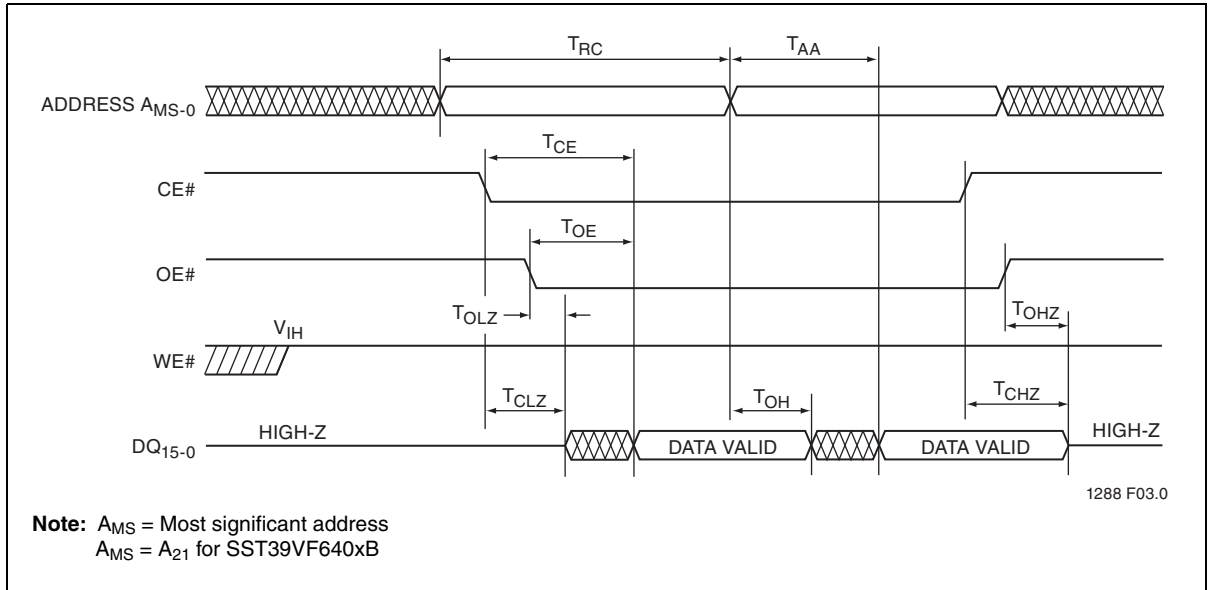 TRC TAA
ADDRESS AMS-0
TCE
CE#
TOE
OE#
TOLZ TOHZ
VIH
WE#
TCLZ TOH TCHZ
HIGH-Z DATA VALID DATA VALID HIGH-Z
DQ15-0
1288 F03.0
Note: AMS = Most significant address
AMS = A21 for SST39VF640xB